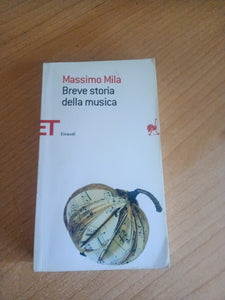 Massimo Mila
Breve storia
della musica
ET
Einaudi